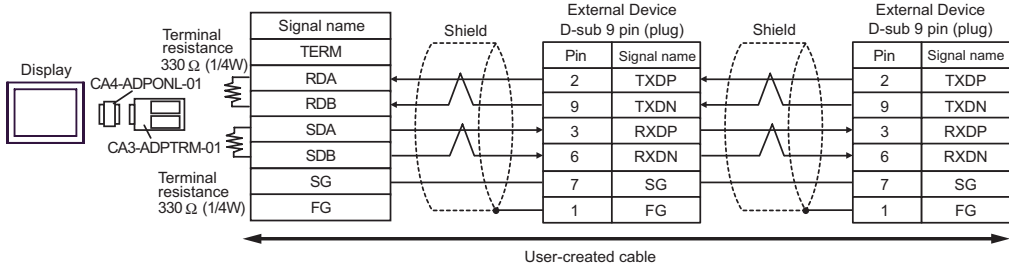 Display
CA4-ADPONL-01
CA3-ADPTRM-01
Terminal
resistance
330 Ω (1/4W)
Terminal
resistance
330 Ω (1/4W)
Signal name
TERM
RDA
RDB
SDA
SDB
SG
FG
Shield
External Device
D-sub 9 pin (plug)
Pin Signal name
2 TXDP
9 TXDN
3 RXDP
6 RXDN
7 SG
1 FG
Shield
External Device
D-sub 9 pin (plug)
Pin Signal name
2 TXDP
9 TXDN
3 RXDP
6 RXDN
7 SG
1 FG
User-created cable